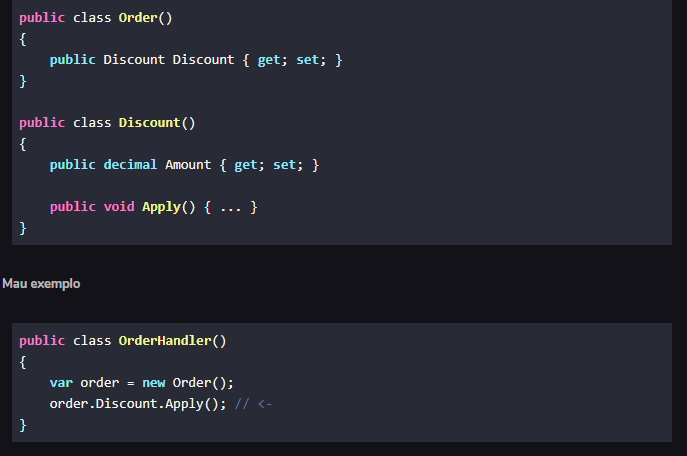 public class Order()
{
    public Discount Discount { get; set; }
}

public class Discount()
{
    public decimal Amount { get; set; }

    public void Apply() { ... }
}

Mau exemplo

public class OrderHandler()
{
    var order = new Order();
    order.Discount.Apply(); // <-
}